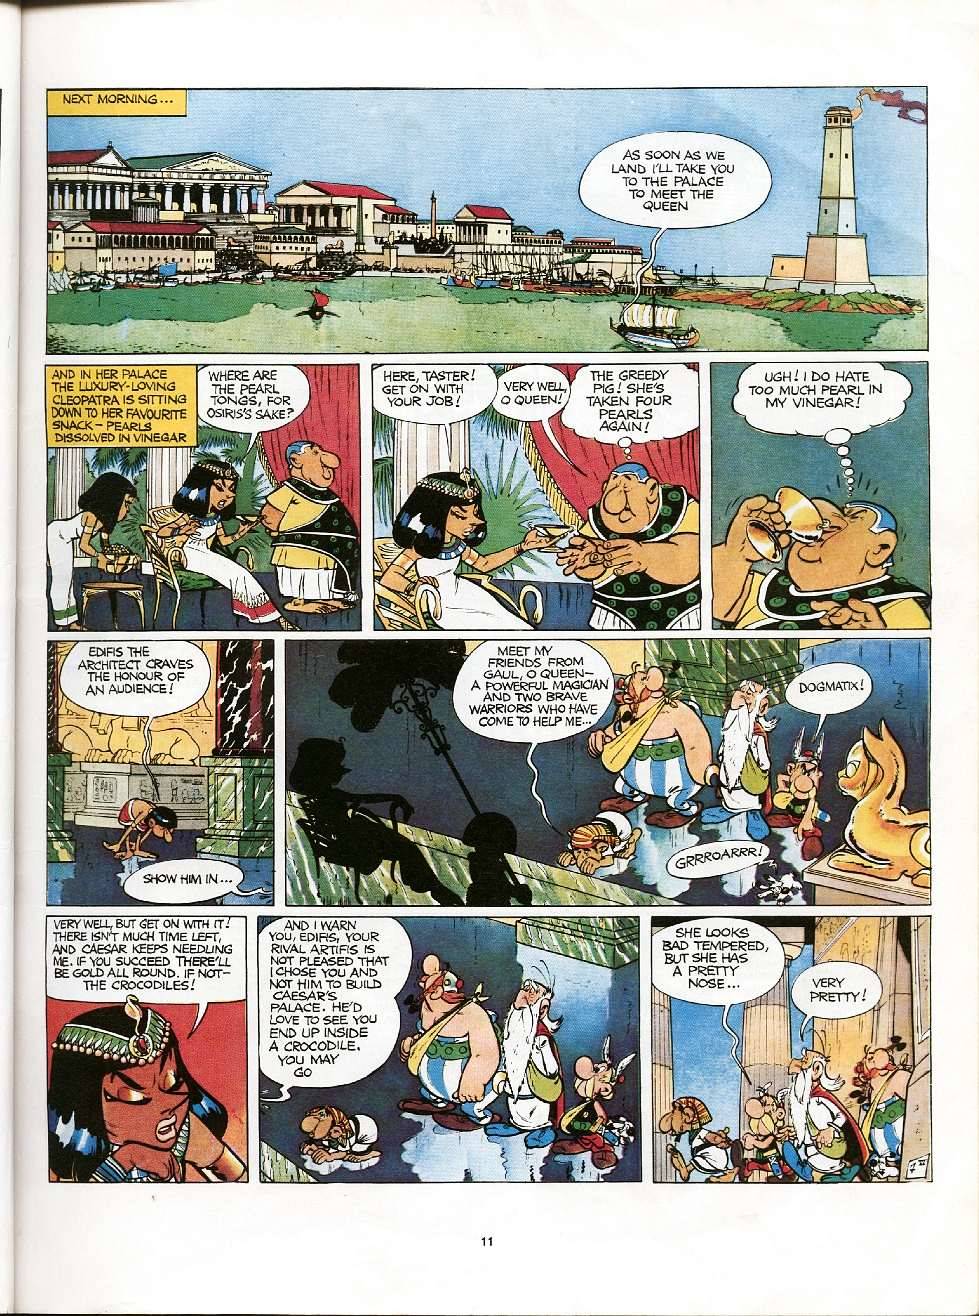 NEXT MORNING...
AS SOON AS WE
LAND I'LL TAKE YOU
TO THE PALACE
TO MEET THE
QUEEN
AND IN HER PALACE
THE LUXURY-LOVING
CLEOPATRA IS SITTING
DOWN TO HER FAVOURITE
SNACK — PEARLS
DISSOLVED IN VINEGAR
WHERE ARE
THE PEARL
TONGS, FOR
OSIRIS'S SAKE?
HERE, TASTER!
GET ON WITH
YOUR JOB!
VERY WELL,
O QUEEN!
THE GREEDY
PIG! SHE'S
TAKEN FOUR
PEARLS
AGAIN!
UGH! I DO HATE
TOO MUCH PEARL IN
MY VINEGAR!
EDIFIS THE
ARCHITECT CRAVES
THE HONOUR OF
AN AUDIENCE!
SHOW HIM IN...
MEET MY
FRIENDS FROM
GAUL, O QUEEN—
A POWERFUL MAGICIAN
AND TWO BRAVE
WARRIORS WHO HAVE
COME TO HELP ME...
DOGMATIX!
GRRROARRR!
VERY WELL, BUT GET ON WITH IT!
THERE ISN'T MUCH TIME LEFT,
AND CAESAR KEEPS NEEDLING
ME. IF YOU SUCCEED THERE'LL
BE GOLD ALL ROUND. IF NOT—
THE CROCODILES!
AND I WARN
YOU, EDIFIS, YOUR
RIVAL ARTIFIS IS
NOT PLEASED THAT
I CHOSE YOU AND
NOT HIM TO BUILD
CAESAR'S
PALACE. HE'D
LOVE TO SEE YOU
END UP INSIDE
A CROCODILE.
YOU MAY
GO
SHE LOOKS
BAD TEMPERED,
BUT SHE HAS
A PRETTY
NOSE...
VERY
PRETTY!
7 II
11